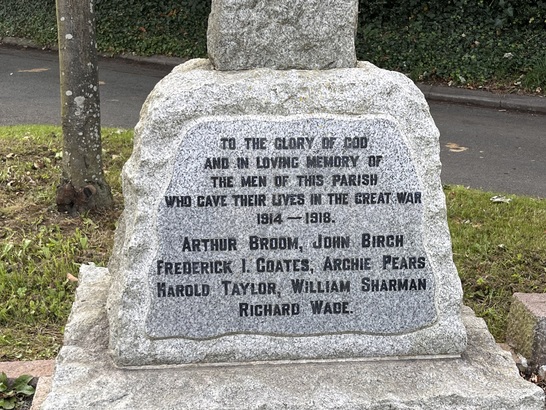 TO THE GLORY OF GOD
AND IN LOVING MEMORY OF
THE MEN OF THIS PARISH
WHO GAVE THEIR LIVES IN THE GREAT WAR
1914 — 1918.
ARTHUR BROOM, JOHN BIRCH
FREDERICK I. COATES, ARCHIE PEARS
HAROLD TAYLOR, WILLIAM SHARMAN
RICHARD WADE.